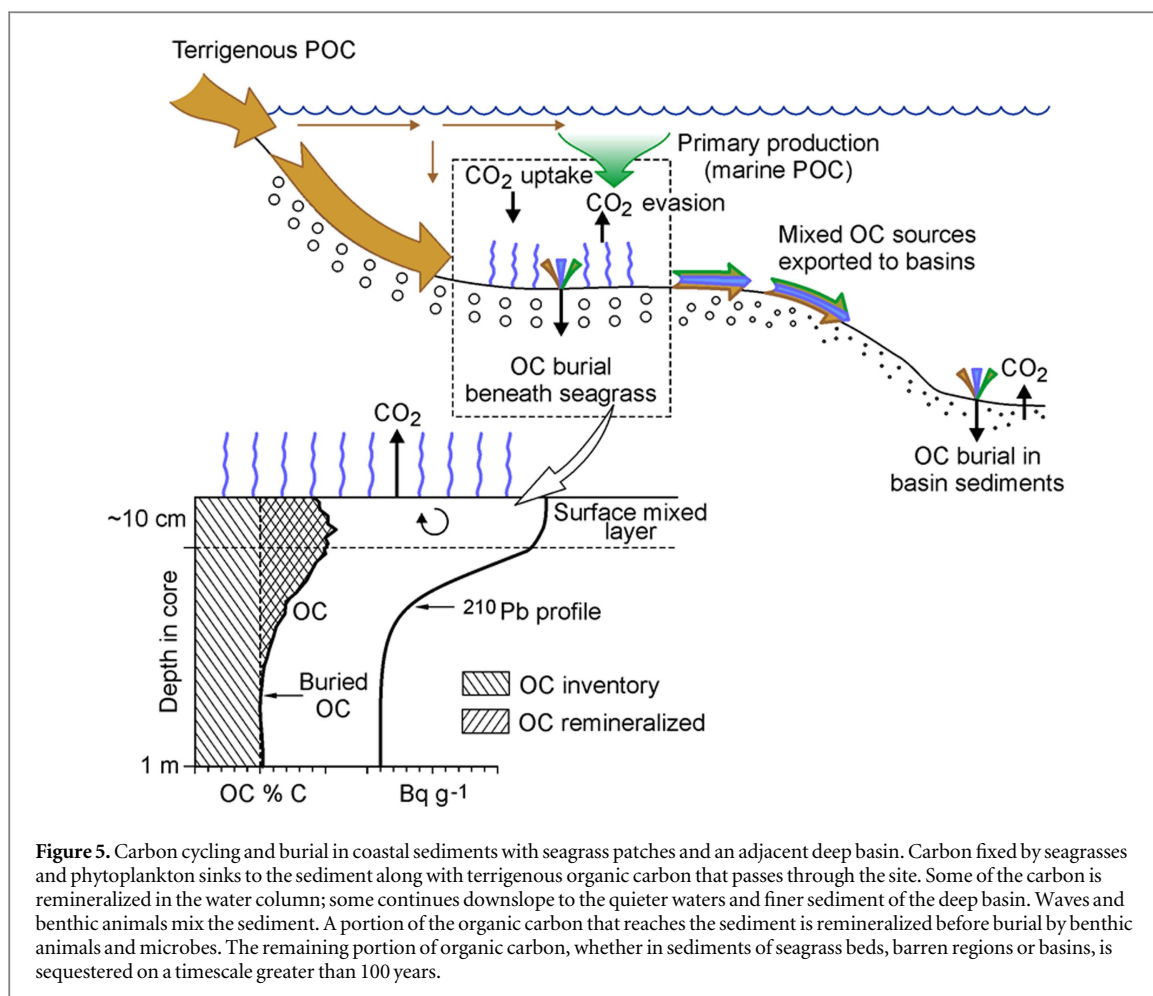 Terrigenous POC
Primary production
(marine POC)
CO2 uptake
CO2 evasion
Mixed OC sources
exported to basins
OC burial
beneath seagrass
CO2
OC burial in
basin sediments
CO2
~10 cm
Surface mixed
layer
OC
210 Pb profile
Depth in core
Buried
OC
OC inventory
OC remineralized
1 m
OC % C
Bq g-1
Figure 5. Carbon cycling and burial in coastal sediments with seagrass patches and an adjacent deep basin. Carbon fixed by seagrasses
and phytoplankton sinks to the sediment along with terrigenous organic carbon that passes through the site. Some of the carbon is
remineralized in the water column; some continues downslope to the quieter waters and finer sediment of the deep basin. Waves and
benthic animals mix the sediment. A portion of the organic carbon that reaches the sediment is remineralized before burial by benthic
animals and microbes. The remaining portion of organic carbon, whether in sediments of seagrass beds, barren regions or basins, is
sequestered on a timescale greater than 100 years.